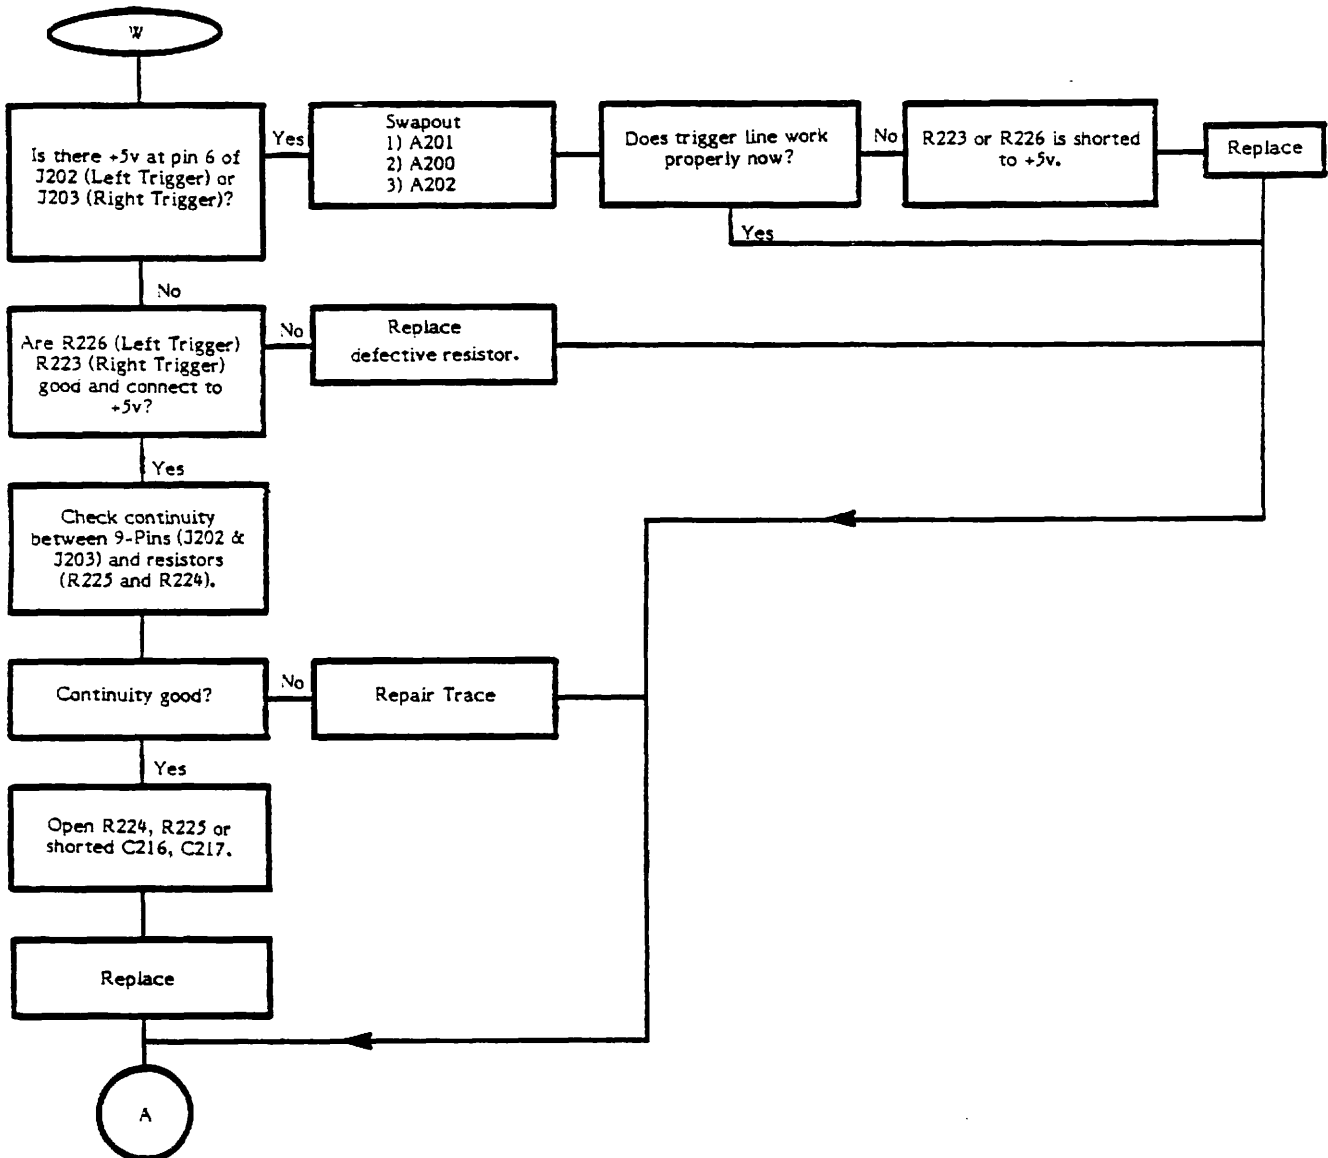 W
Is there +5v at pin 6 of
J202 (Left Trigger) or
J203 (Right Trigger)?
Yes
Swapout
1) A201
2) A200
3) A202
Does trigger line work
properly now?
No
R223 or R226 is shorted
to +5v.
Replace
Yes
No
Are R226 (Left Trigger)
R223 (Right Trigger)
good and connect to
+5v?
No
Replace
defective resistor.
Yes
Check continuity
between 9-Pins (J202 &
J203) and resistors
(R225 and R224).
Continuity good?
No
Repair Trace
Yes
Open R224, R225 or
shorted C216, C217.
Replace
A